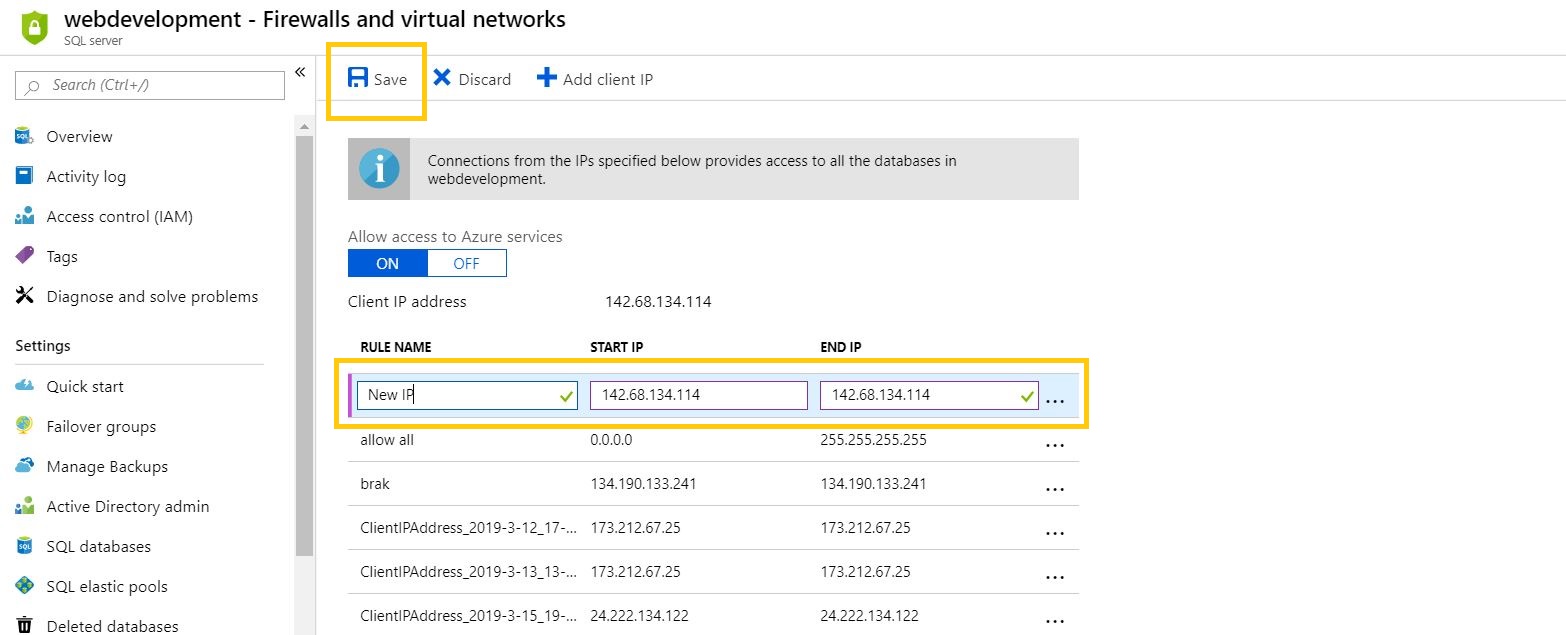 webdevelopment - Firewalls and virtual networks
SQL server
Search (Ctrl+/)
«
Save
Discard
Add client IP
Overview
Activity log
Access control (IAM)
Tags
Diagnose and solve problems
Settings
Quick start
Failover groups
Manage Backups
Active Directory admin
SQL databases
SQL elastic pools
Deleted databases
Connections from the IPs specified below provides access to all the databases in
webdevelopment.
Allow access to Azure services
ON OFF
Client IP address 142.68.134.114
RULE NAME START IP END IP
New IP 142.68.134.114 142.68.134.114 ...
allow all 0.0.0.0 255.255.255.255 ...
brak 134.190.133.241 134.190.133.241 ...
ClientIPAddress_2019-3-12_17-... 173.212.67.25 173.212.67.25 ...
ClientIPAddress_2019-3-13_13-... 173.212.67.25 173.212.67.25 ...
ClientIPAddress_2019-3-15_19-... 24.222.134.122 24.222.134.122 ...